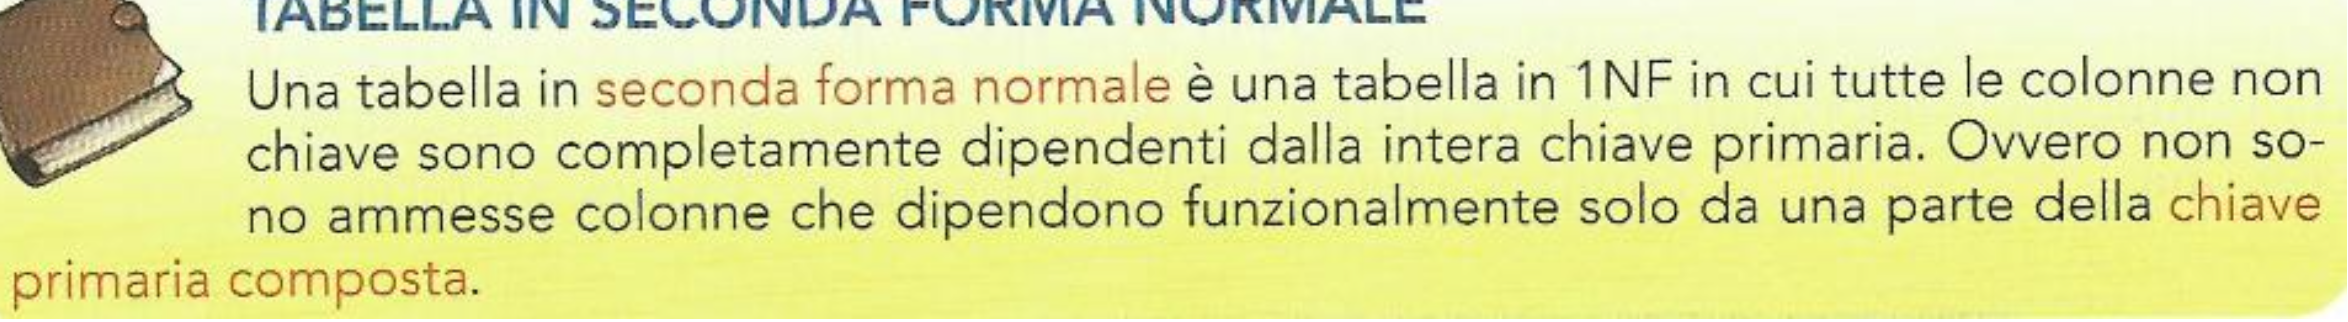 TABELLA IN SECONDA FORMA NORMALE
Una tabella in seconda forma normale è una tabella in 1NF in cui tutte le colonne non
chiave sono completamente dipendenti dalla intera chiave primaria. Ovvero non so-
no ammesse colonne che dipendono funzionalmente solo da una parte della chiave
primaria composta.